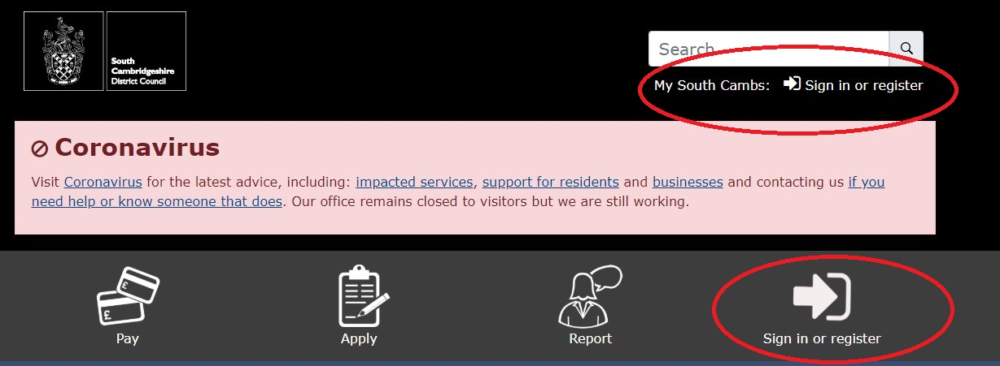 South
Cambridgeshire
District Council
Search
My South Cambs: Sign in or register
Coronavirus
Visit Coronavirus for the latest advice, including: impacted services, support for residents and businesses and contacting us if you
need help or know someone that does. Our office remains closed to visitors but we are still working.
£
£
Pay
Apply
Report
Sign in or register